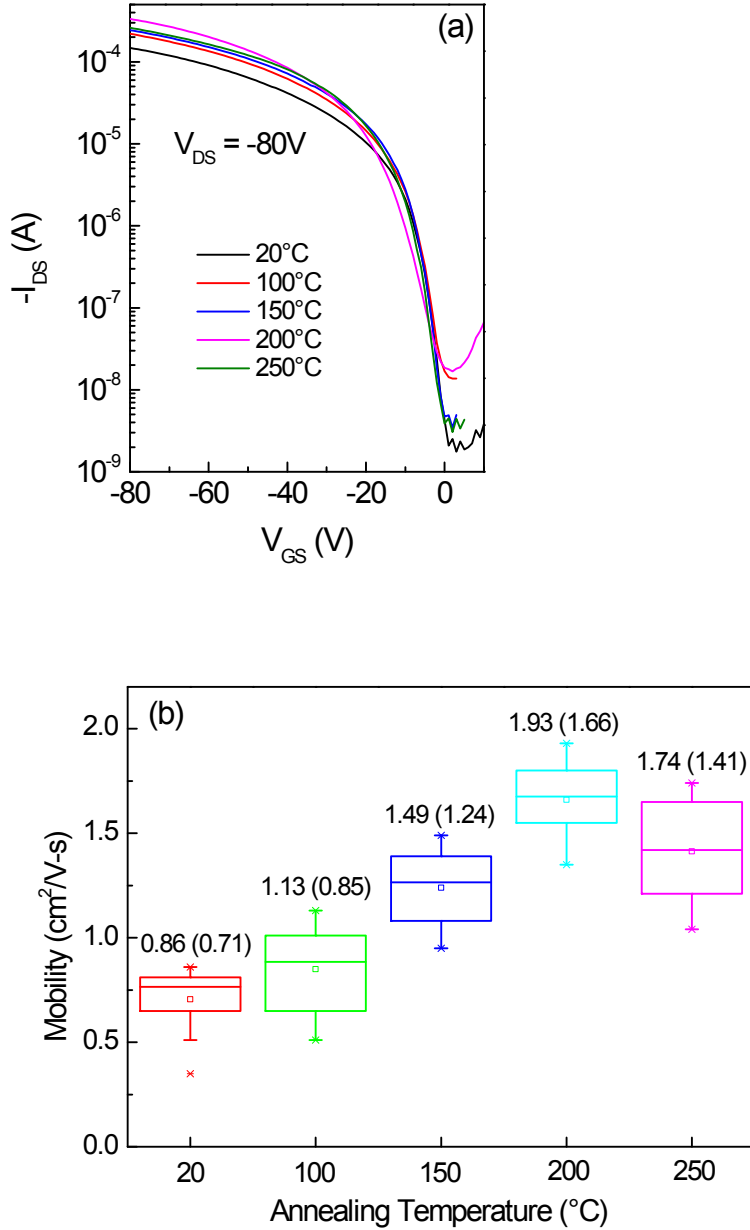 (a)
10⁻⁴
10⁻⁵
10⁻⁶
10⁻⁷
10⁻⁸
10⁻⁹
-I_DS (A)
V_DS = -80V
20°C
100°C
150°C
200°C
250°C
-80 -60 -40 -20 0
V_GS (V)
(b)
2.0
1.5
1.0
0.5
0.0
Mobility (cm²/V-s)
0.86 (0.71)
1.13 (0.85)
1.49 (1.24)
1.93 (1.66)
1.74 (1.41)
20 100 150 200 250
Annealing Temperature (°C)